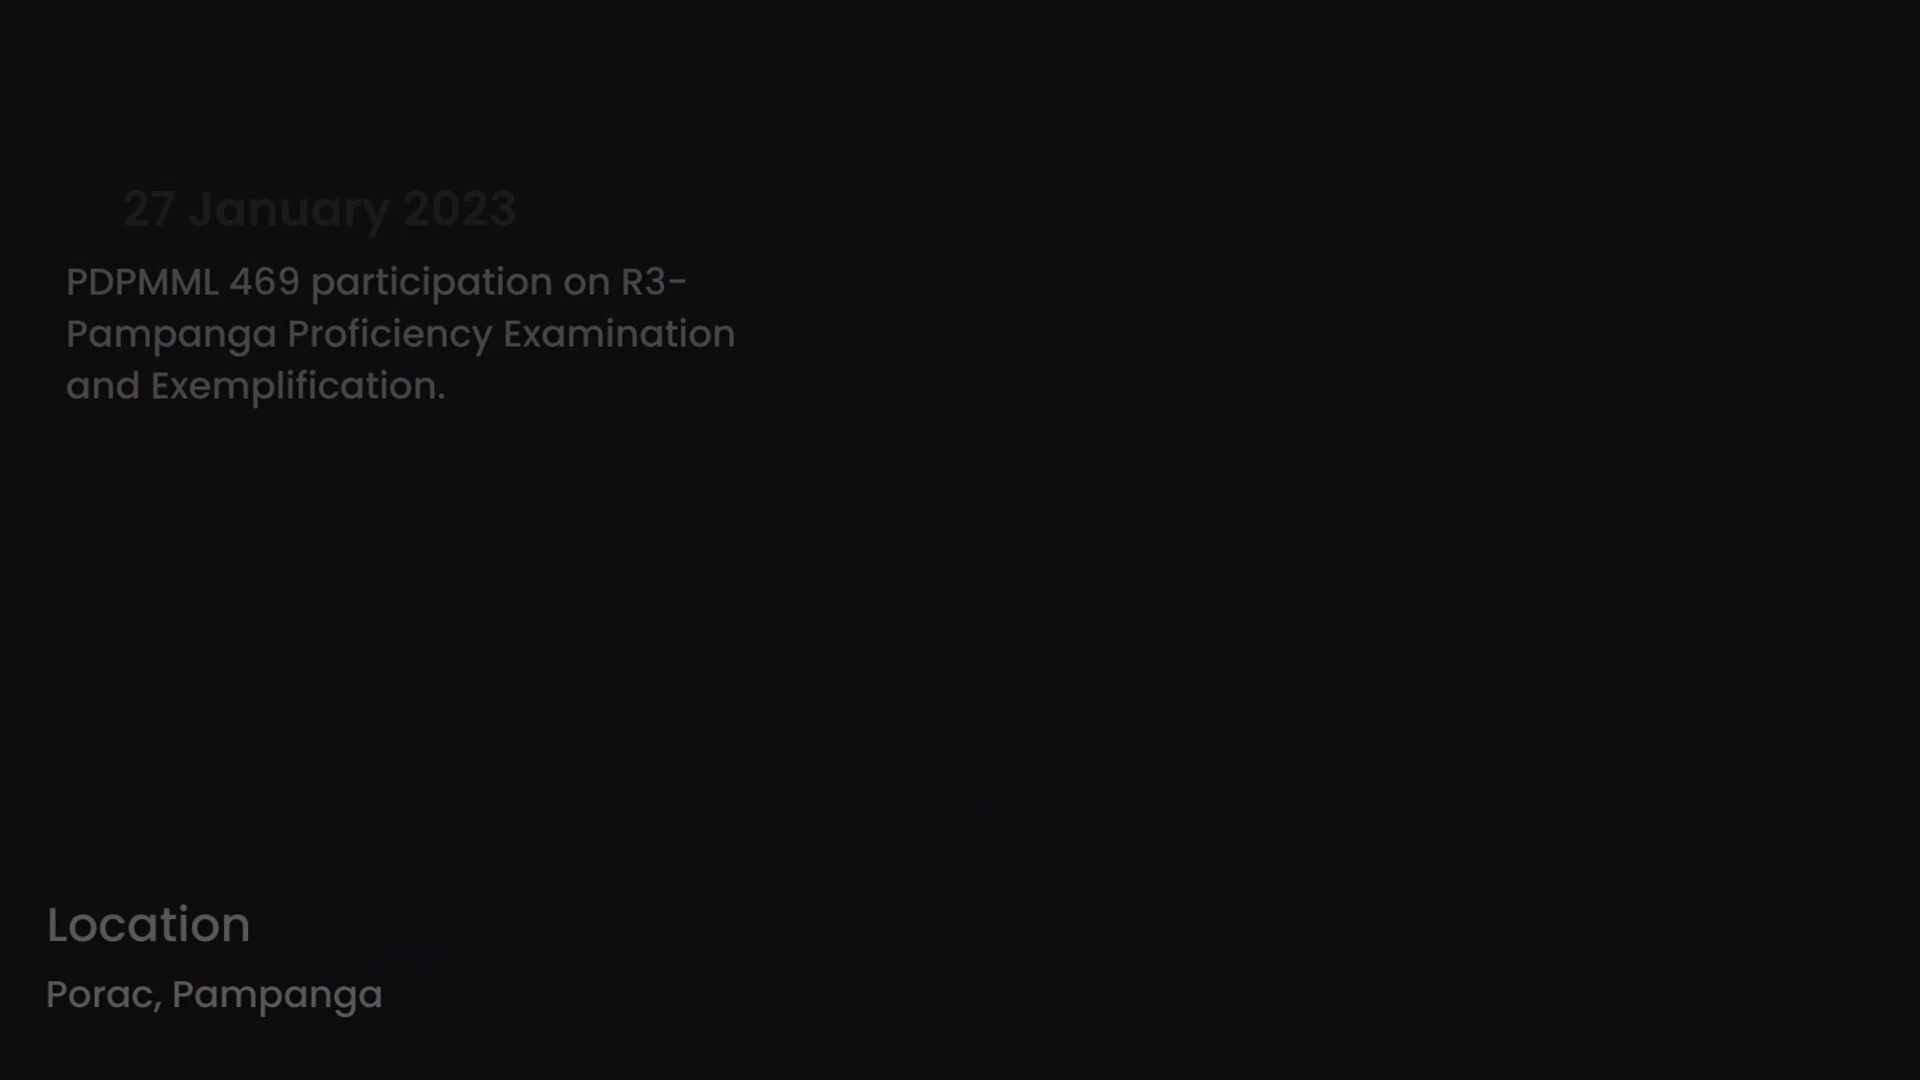 27 January 2023
PDPMML 469 participation on R3-
Pampanga Proficiency Examination
and Exemplification.
Location
Porac, Pampanga